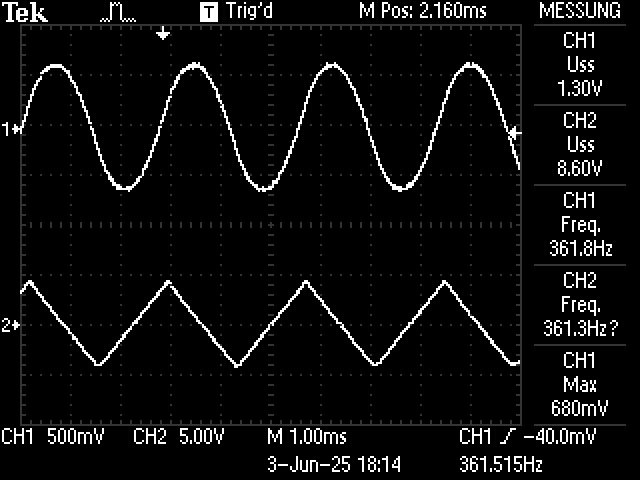 Tek T Trig'd M Pos: 2.160ms MESSUNG
CH1
Uss
1.30V
CH2
Uss
8.60V
CH1
Freq.
361.8Hz
CH2
Freq.
361.3Hz?
CH1
Max
680mV
1
2
CH1 500mV CH2 5.00V M 1.00ms CH1 -40.0mV
3-Jun-25 18:14 361.515Hz